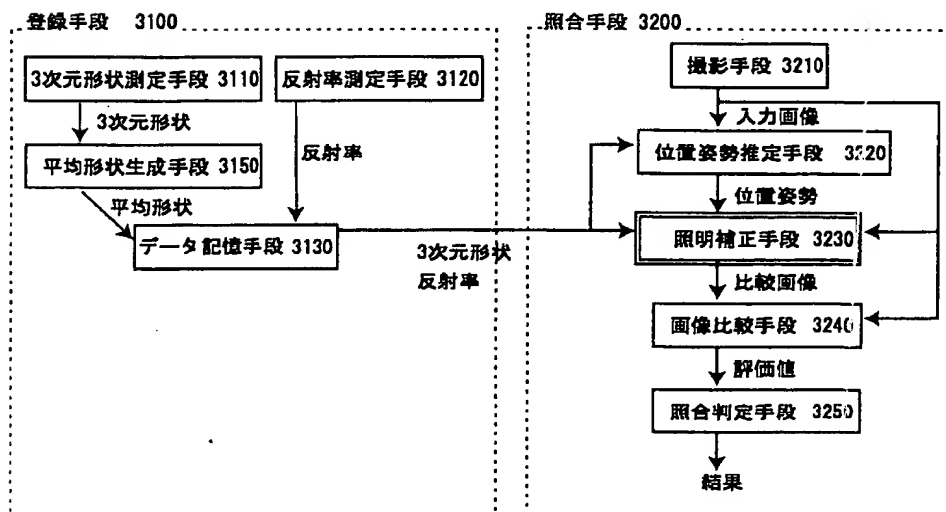 登録手段 3100
3次元形状測定手段 3110
反射率測定手段 3120
3次元形状
反射率
平均形状生成手段 3150
平均形状
データ記憶手段 3130
3次元形状
反射率
照合手段 3200
撮影手段 3210
入力画像
位置姿勢推定手段 3220
位置姿勢
照明補正手段 3230
比較画像
画像比較手段 3240
評価値
照合判定手段 3250
結果